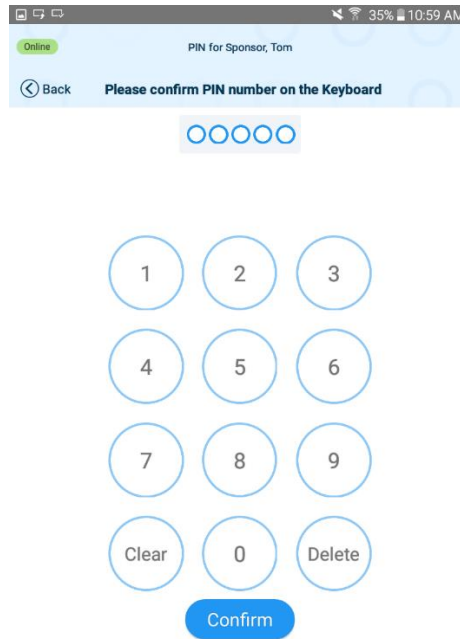 35% 10:59 AM
Online
PIN for Sponsor, Tom
Back
Please confirm PIN number on the Keyboard
1 2 3
4 5 6
7 8 9
Clear 0 Delete
Confirm